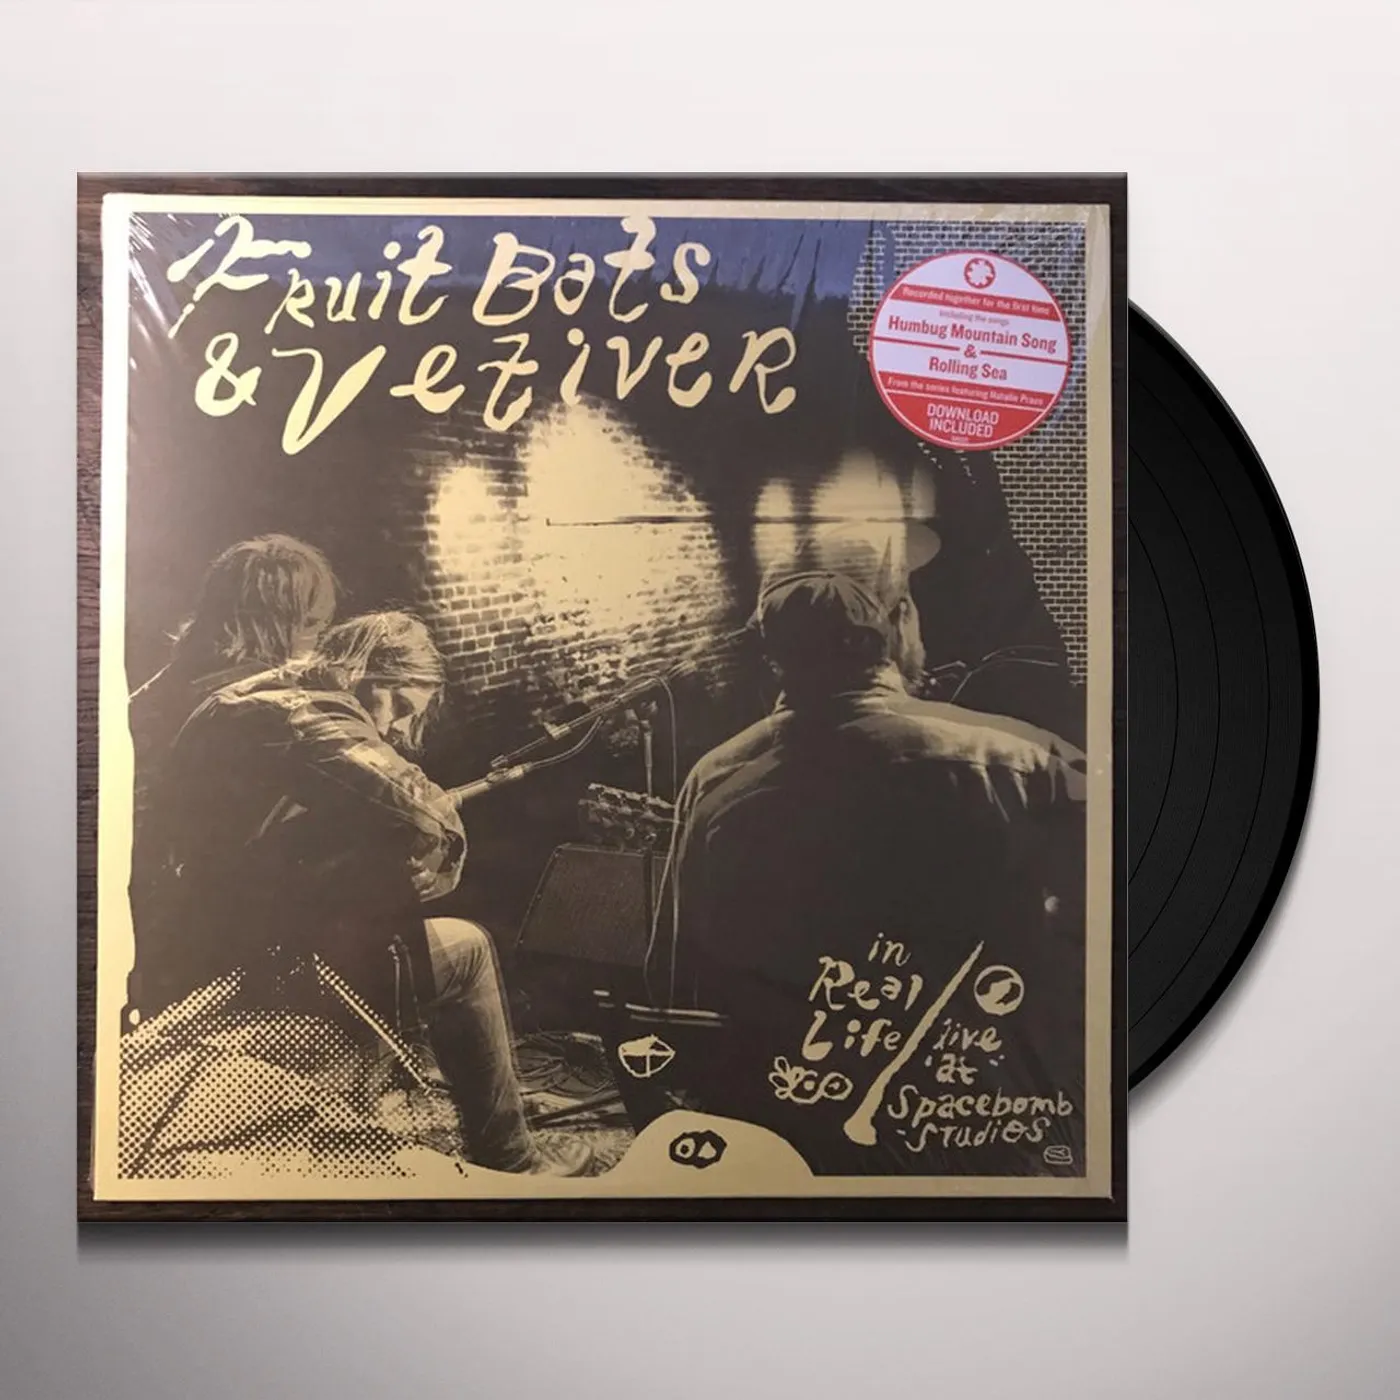 Fruit Bats
& Vetiver
Recorded together for the first time
including the songs
Humbug Mountain Song
&
Rolling Sea
From the series featuring Natalie Prass
DOWNLOAD
INCLUDED
in
Real
Life
live
at
Spacebomb
Studios